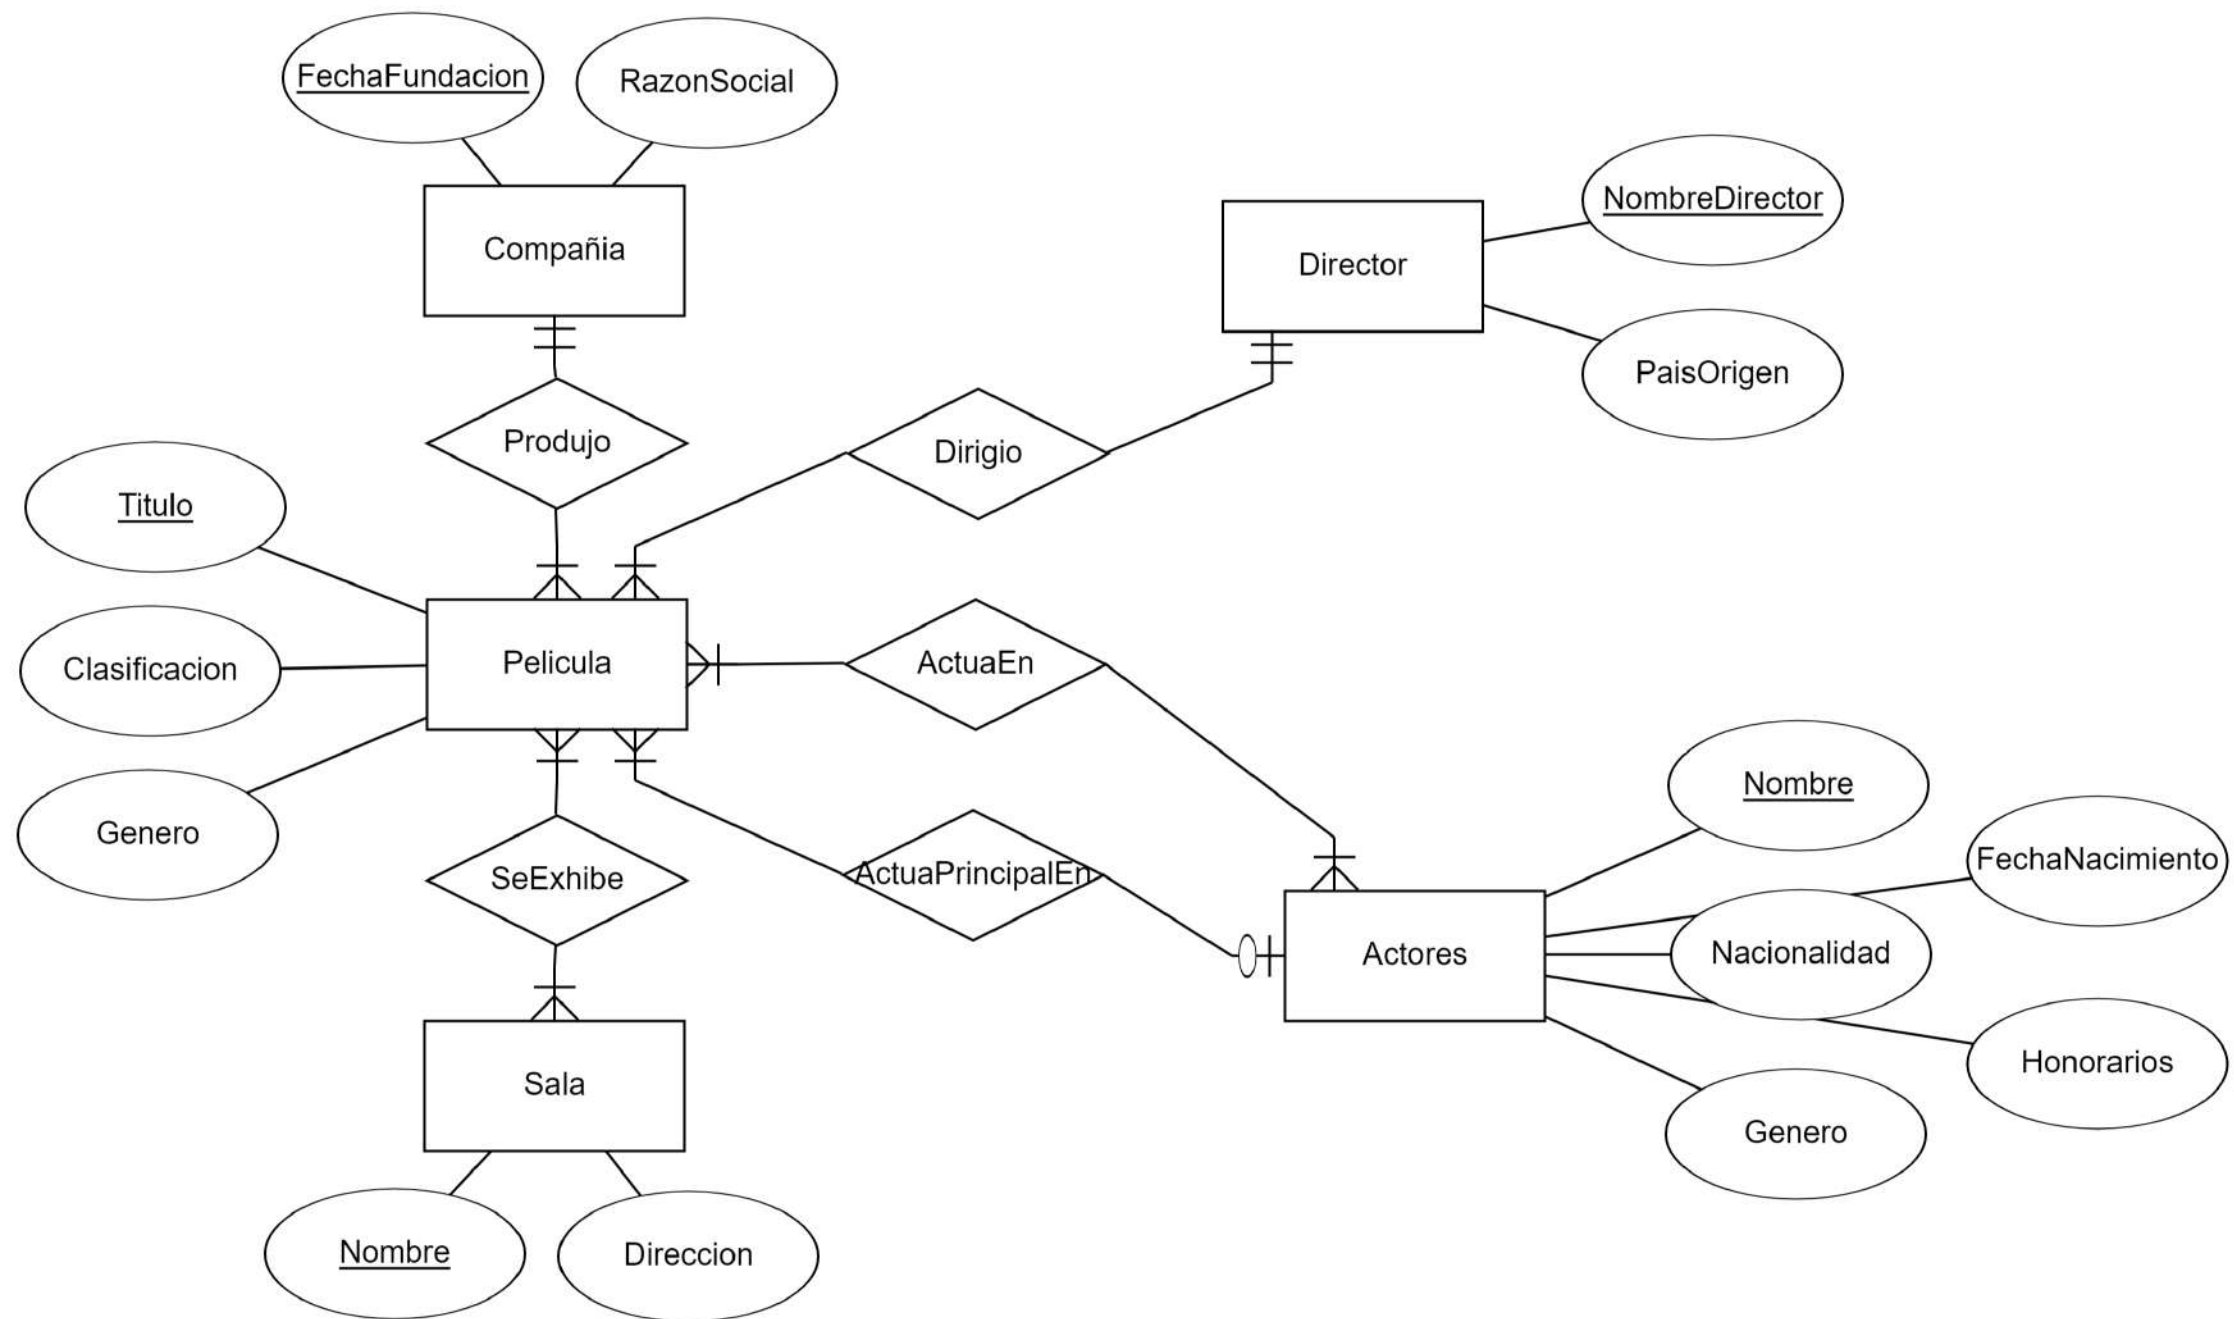 FechaFundacion
RazonSocial
Compañia
Director
NombreDirector
PaisOrigen
Produjo
Dirigio
Titulo
Clasificacion
Genero
Pelicula
ActuaEn
SeExhibe
ActuaPrincipalEn
Actores
Nombre
FechaNacimiento
Nacionalidad
Honorarios
Genero
Sala
Nombre
Direccion